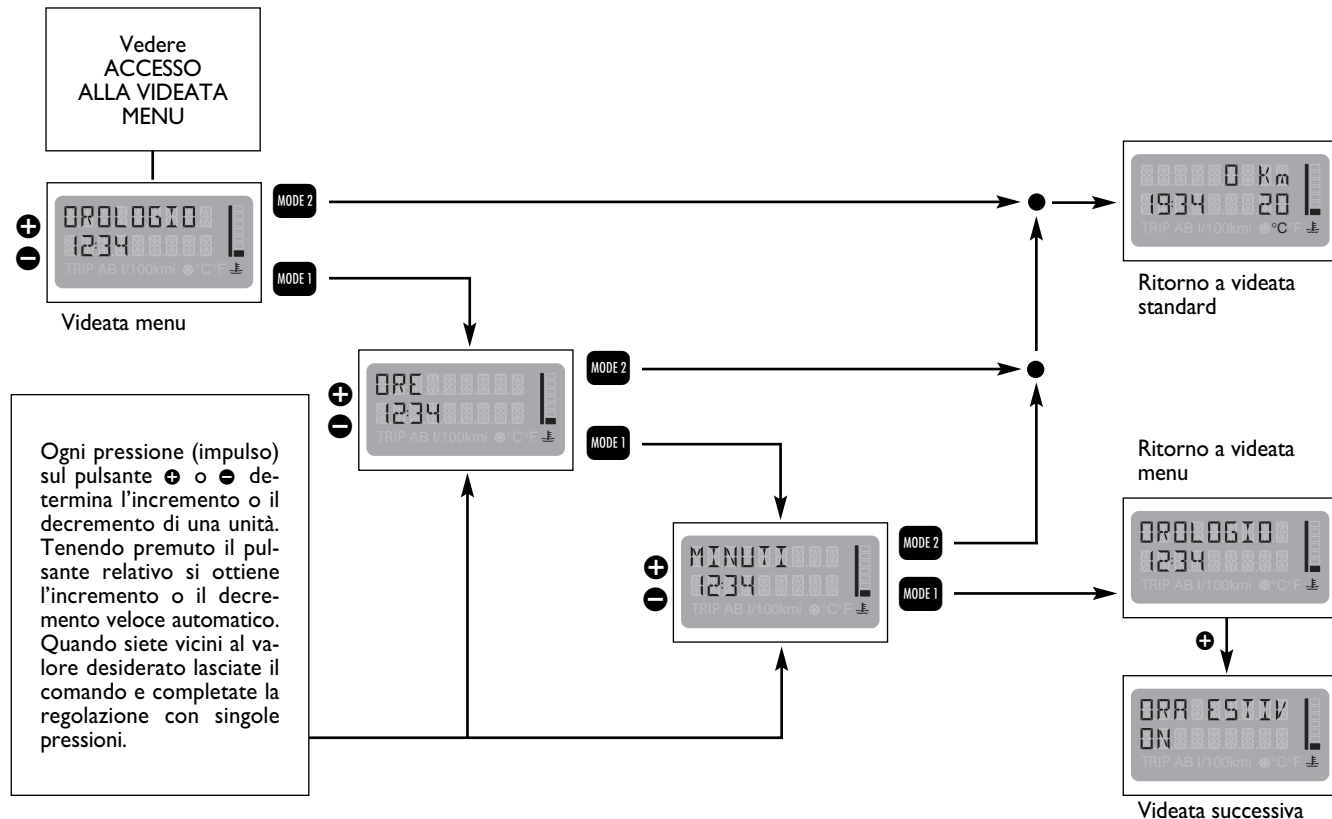 Vedere
ACCESSO
ALLA VIDEATA
MENU
OROLOGIO
12:34
TRIP AB l/100kmi °C°F
MODE 2
MODE 1
Videata menu
0 Km
19:34 20
TRIP AB l/100kmi °C°F
Ritorno a videata
standard
ORE
12:34
TRIP AB l/100kmi °C°F
MODE 2
MODE 1
Ogni pressione (impulso)
sul pulsante + o - de-
termina l'incremento o il
decremento di una unità.
Tenendo premuto il pul-
sante relativo si ottiene
l'incremento o il decre-
mento veloce automatico.
Quando siete vicini al va-
lore desiderato lasciate il
comando e completate la
regolazione con singole
pressioni.
MINUTI
12:34
TRIP AB l/100kmi °C°F
MODE 2
MODE 1
Ritorno a videata
menu
OROLOGIO
12:34
TRIP AB l/100kmi °C°F
+
ORA ESTIV
ON
TRIP AB l/100kmi °C°F
Videata successiva